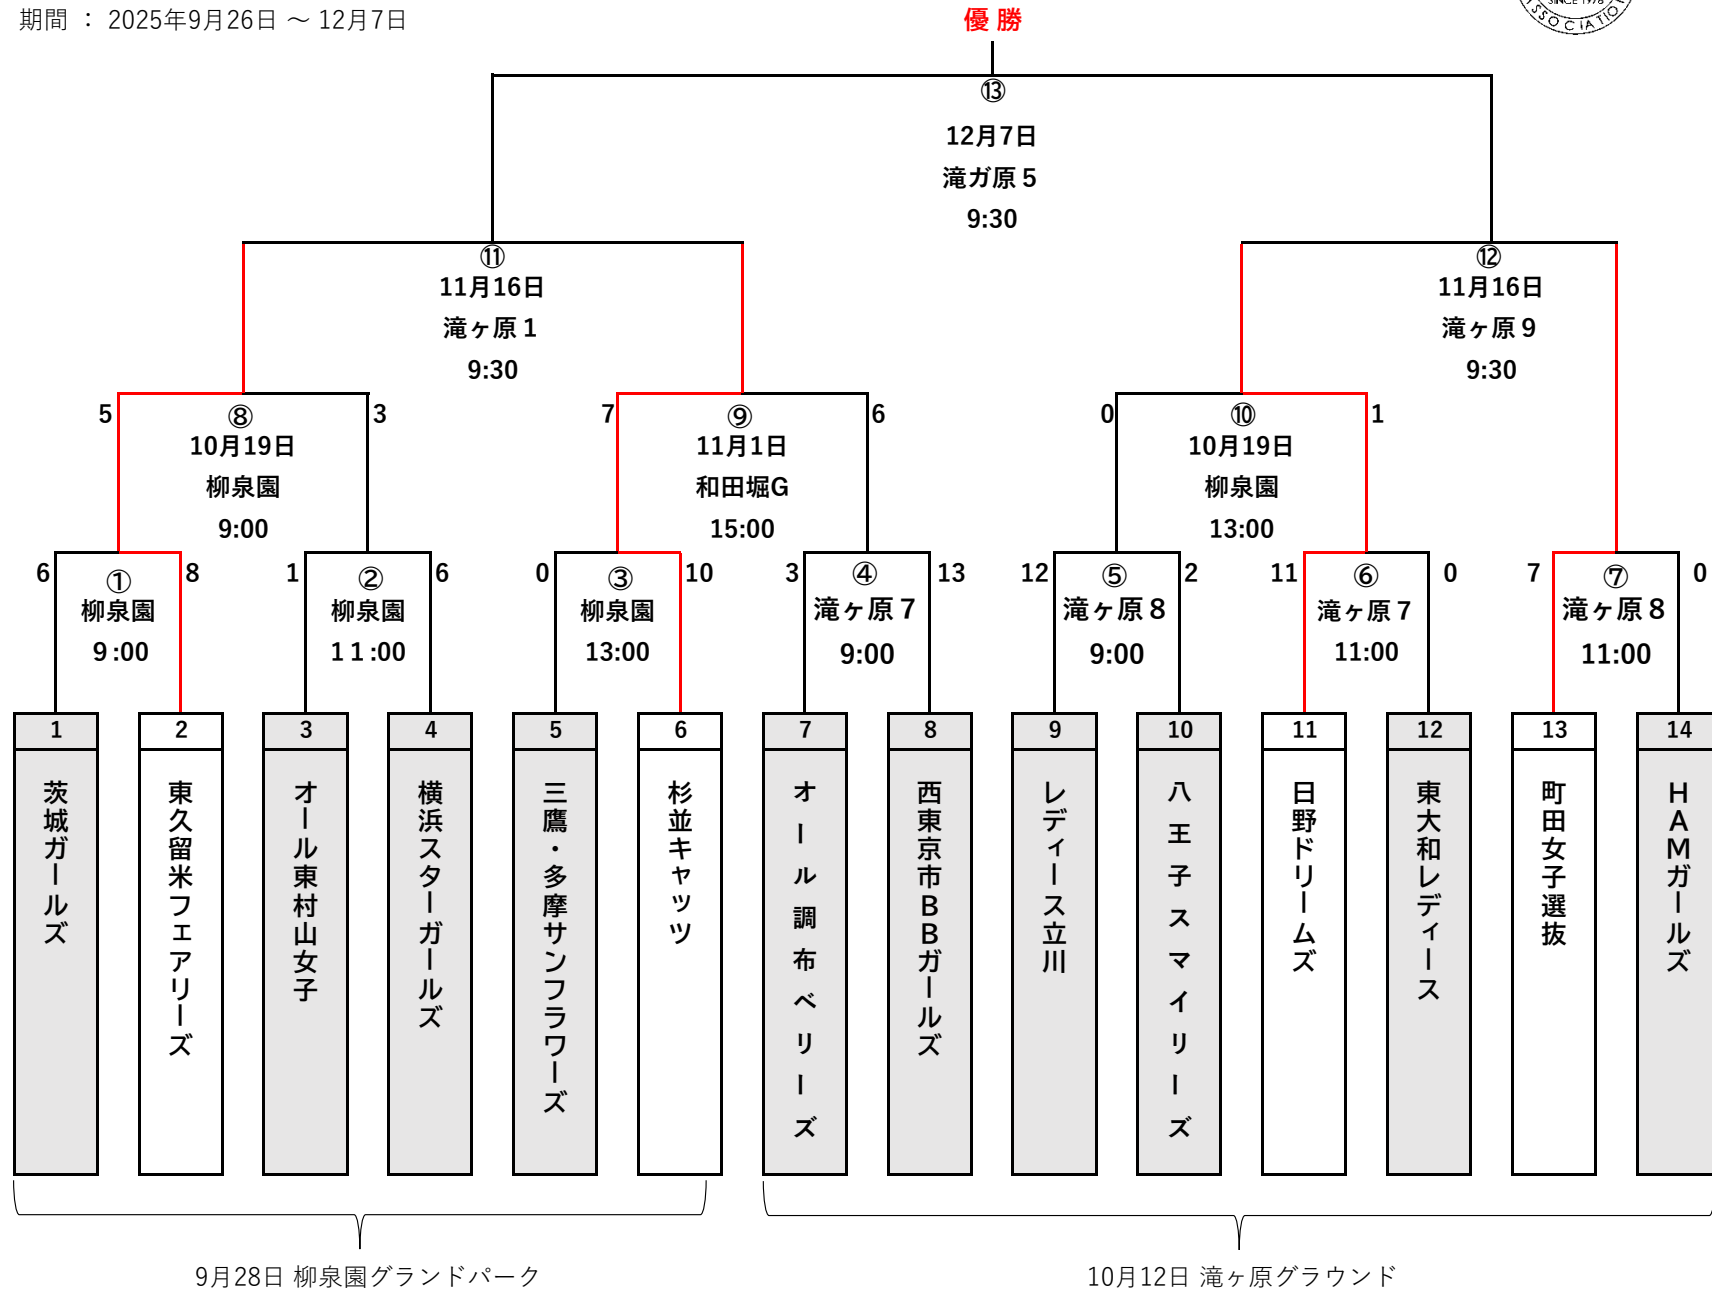 期間 ： 2025年9月26日 ～ 12月7日
優 勝
SINCE 1978
ASSOCIATION
⑬
12月7日
滝ガ原５
9:30
⑪
11月16日
滝ヶ原１
9:30
⑫
11月16日
滝ヶ原９
9:30
5 ⑧ 3
10月19日
柳泉園
9:00
7 ⑨ 6
11月1日
和田堀G
15:00
0 ⑩ 1
10月19日
柳泉園
13:00
6 ① 8
柳泉園
９:00
1 ② 6
柳泉園
１１:00
0 ③ 10
柳泉園
13:00
3 ④ 13
滝ヶ原７
9:00
12 ⑤ 2
滝ヶ原８
9:00
11 ⑥ 0
滝ヶ原７
11:00
7 ⑦ 0
滝ヶ原８
11:00
1
茨城ガールズ
2
東久留米フェアリーズ
3
オール東村山女子
4
横浜スターガールズ
5
三鷹・多摩サンフラワーズ
6
杉並キャッツ
7
オール調布ベリーズ
8
西東京市ＢＢガールズ
9
レディース立川
10
八王子スマイリーズ
11
日野ドリームズ
12
東大和レディース
13
町田女子選抜
14
ＨＡＭガールズ
9月28日 柳泉園グランドパーク
10月12日 滝ヶ原グラウンド